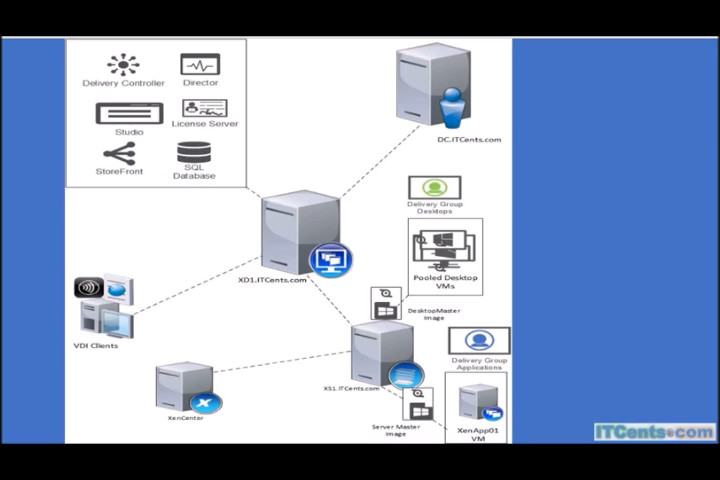 Delivery Controller
Director
Studio
License Server
StoreFront
SQL
Database
DC.ITCents.com
Delivery Group
Desktops
XD1.ITCents.com
Pooled Desktop
VMs
DesktopMaster
Image
VDI Clients
Delivery Group
Applications
XS1.ITCents.com
XenCenter
Server Master
Image
XenApp01
VM
ITCents.com